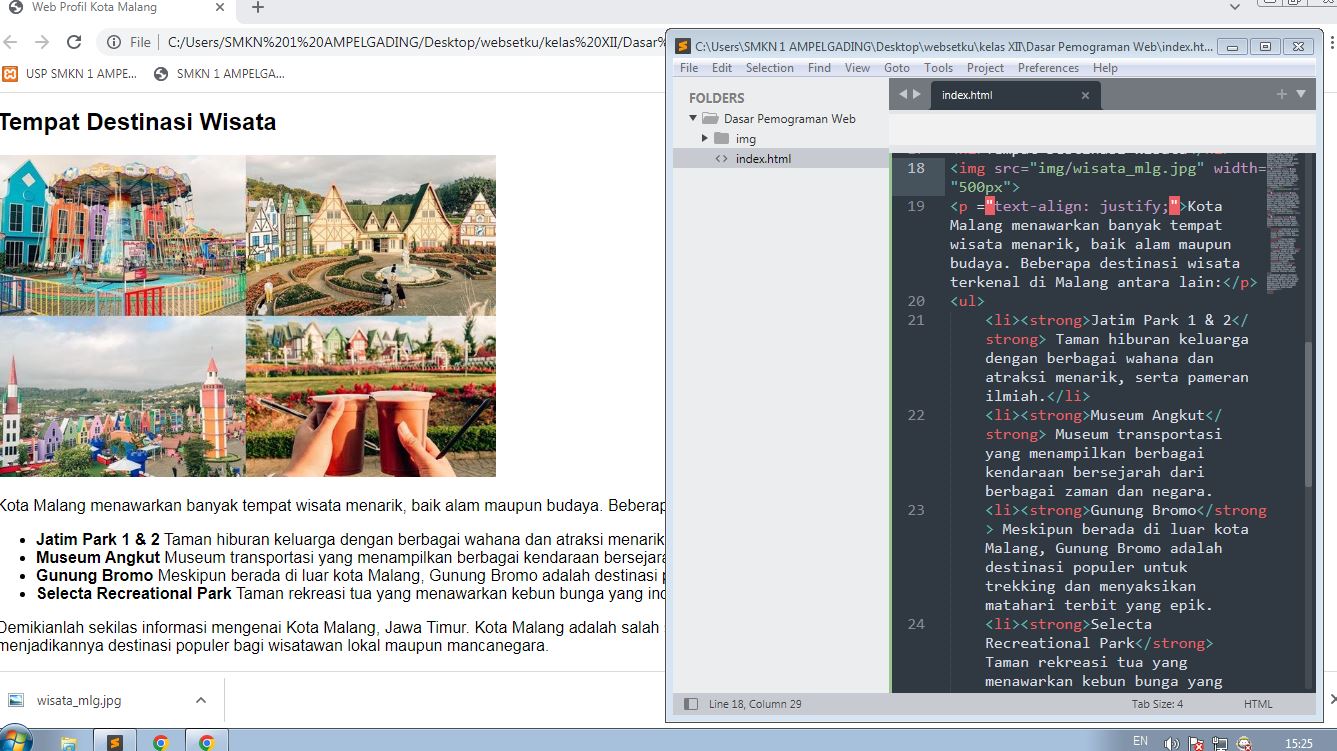 Web Profil Kota Malang
File C:/Users/SMKN%201%20AMPELGADING/Desktop/websetku/kelas%20XII/Dasar%
USP SMKN 1 AMPE...
SMKN 1 AMPELGA...
Tempat Destinasi Wisata
Kota Malang menawarkan banyak tempat wisata menarik, baik alam maupun budaya. Beberap
Jatim Park 1 & 2 Taman hiburan keluarga dengan berbagai wahana dan atraksi menarik
Museum Angkut Museum transportasi yang menampilkan berbagai kendaraan bersejara
Gunung Bromo Meskipun berada di luar kota Malang, Gunung Bromo adalah destinasi p
Selecta Recreational Park Taman rekreasi tua yang menawarkan kebun bunga yang ind
Demikianlah sekilas informasi mengenai Kota Malang, Jawa Timur. Kota Malang adalah salah
menjadikannya destinasi populer bagi wisatawan lokal maupun mancanegara.
wisata_mlg.jpg
C:\Users\SMKN 1 AMPELGADING\Desktop\websetku\kelas XII\Dasar Pemograman Web\index.ht...
File Edit Selection Find View Goto Tools Project Preferences Help
FOLDERS
Dasar Pemograman Web
img
index.html
index.html
18 <img src="img/wisata_mlg.jpg" width=
"500px">
19 <p ="text-align: justify;">Kota
Malang menawarkan banyak tempat
wisata menarik, baik alam maupun
budaya. Beberapa destinasi wisata
terkenal di Malang antara lain:</p>
20 <ul>
21 <li><strong>Jatim Park 1 & 2</
strong> Taman hiburan keluarga
dengan berbagai wahana dan
atraksi menarik, serta pameran
ilmiah.</li>
22 <li><strong>Museum Angkut</
strong> Museum transportasi
yang menampilkan berbagai
kendaraan bersejarah dari
berbagai zaman dan negara.
23 <li><strong>Gunung Bromo</strong
> Meskipun berada di luar kota
Malang, Gunung Bromo adalah
destinasi populer untuk
trekking dan menyaksikan
matahari terbit yang epik.
24 <li><strong>Selecta
Recreational Park</strong>
Taman rekreasi tua yang
menawarkan kebun bunga yang
Line 18, Column 29
Tab Size: 4
HTML
EN
15:25